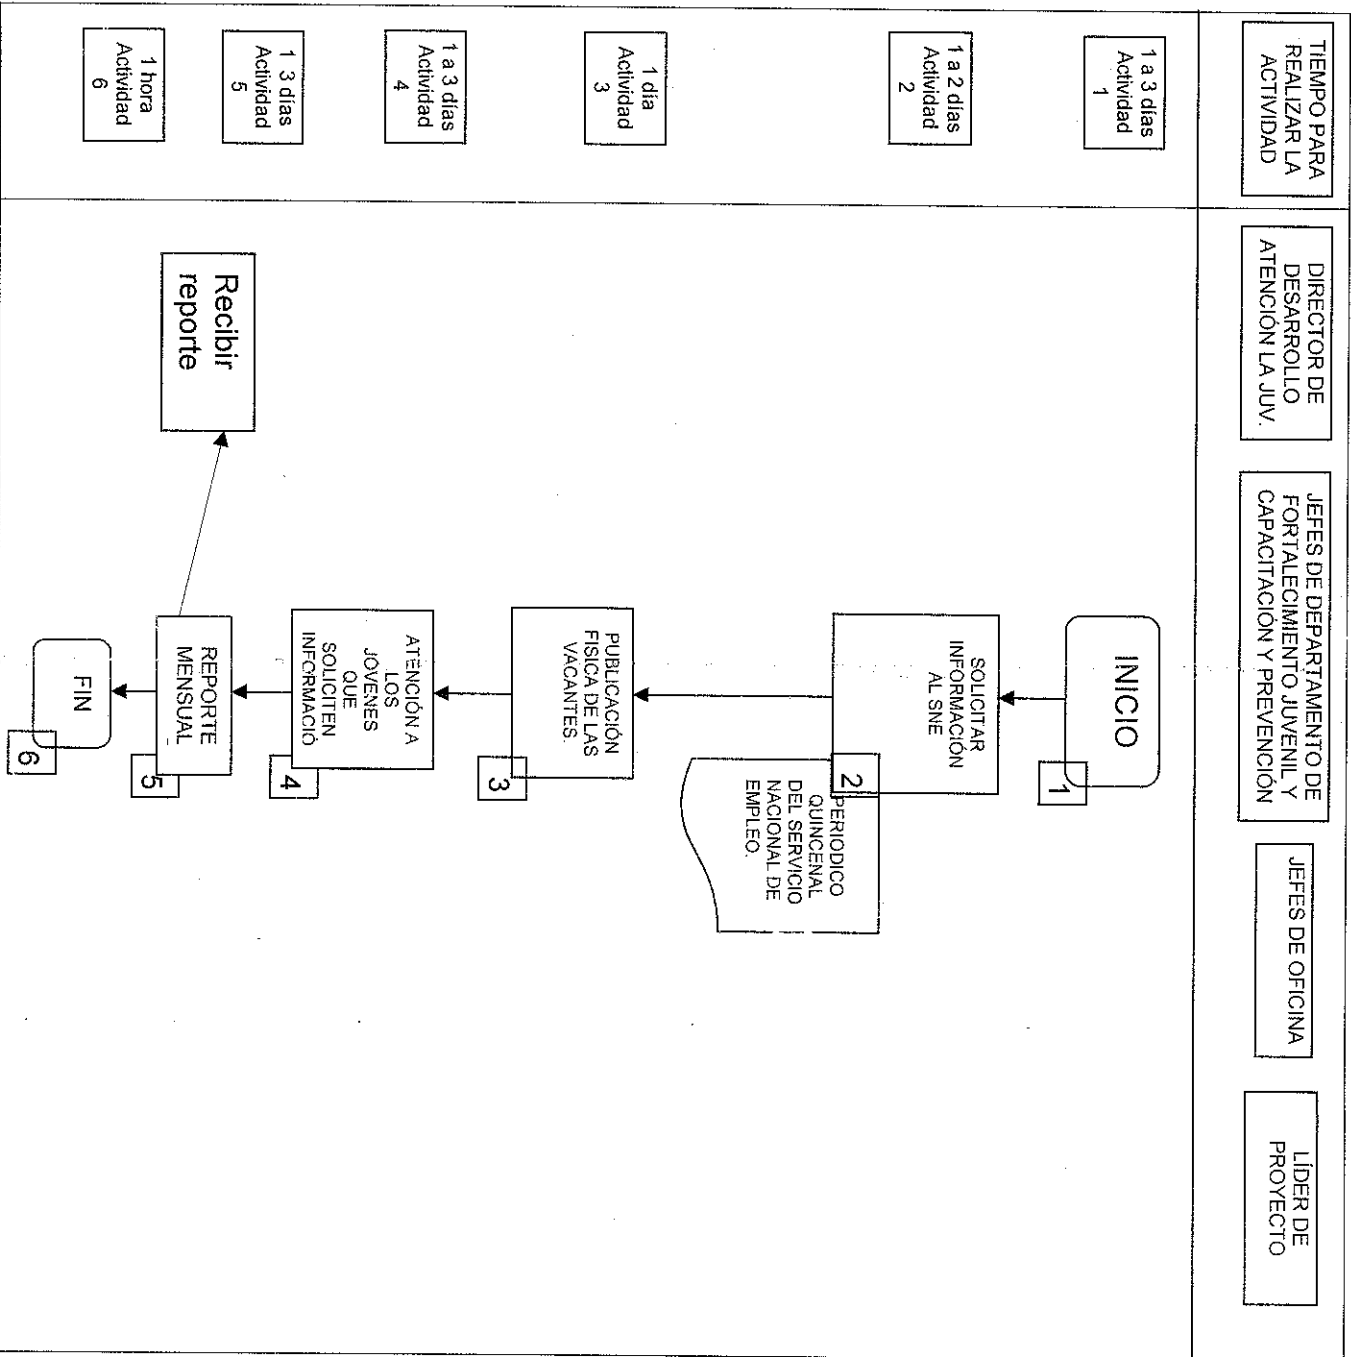 TIEMPO PARA
REALIZAR LA
ACTIVIDAD
DIRECTOR DE
DESARROLLO
ATENCIÓN LA JUV.
JEFES DE DEPARTAMENTO DE
FORTALECIMIENTO JUVENIL Y
CAPACITACIÓN Y PREVENCIÓN
JEFES DE OFICINA
LÍDER DE
PROYECTO
1 a 3 días
Actividad
1
INICIO
1
1 a 2 días
Actividad
2
SOLICITAR
INFORMACIÓN
AL SNE
2
PERIODICO
QUINCENAL
DEL SERVICIO
NACIONAL DE
EMPLEO.
1 día
Actividad
3
PUBLICACIÓN
FISICA DE LAS
VACANTES.
3
1 a 3 días
Actividad
4
ATENCIÓN A
LOS
JOVENES
QUE
SOLICITEN
INFORMACIÓ
4
1 3 días
Actividad
5
Recibir
reporte
REPORTE
MENSUAL
5
1 hora
Actividad
6
FIN
6